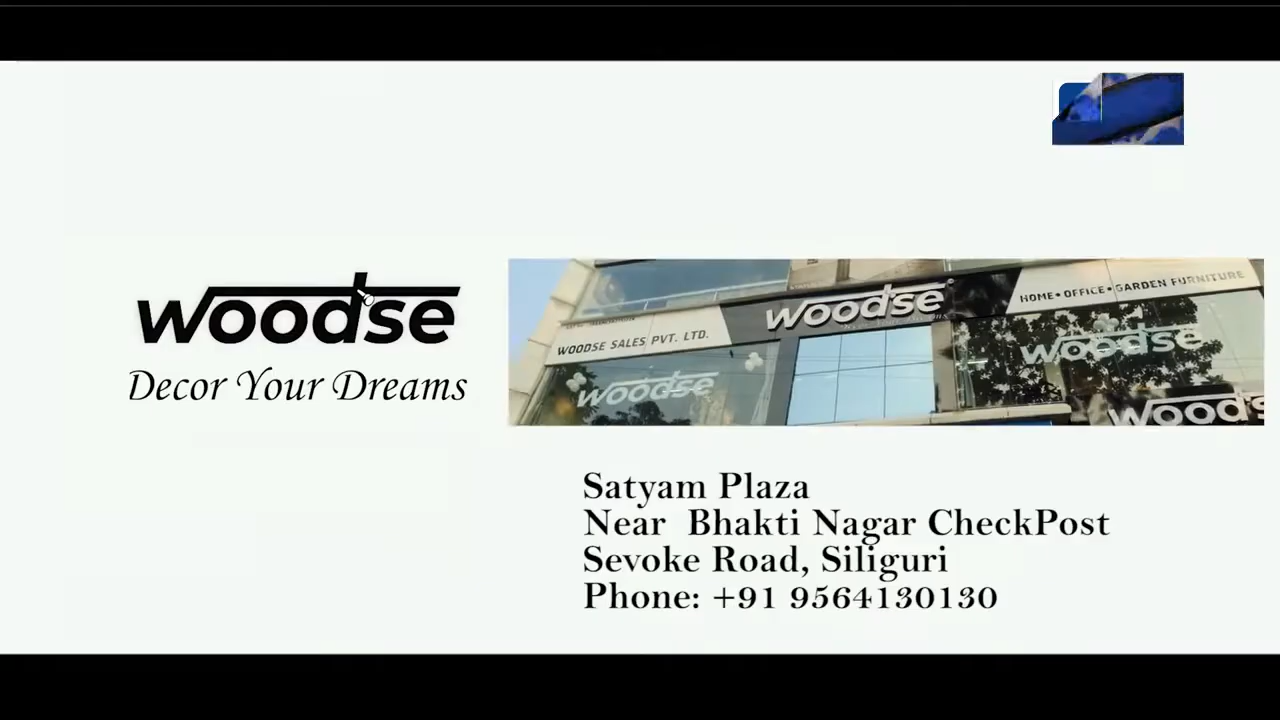 woodse
Decor Your Dreams
WOODSE SALES PVT. LTD.
woodse
HOME • OFFICE • GARDEN FURNITURE
woodse
woodse
Satyam Plaza
Near Bhakti Nagar CheckPost
Sevoke Road, Siliguri
Phone: +91 9564130130